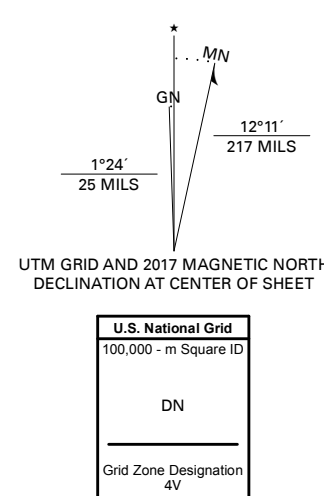 ★
MN
GN
12°11´
217 MILS
1°24´
25 MILS
UTM GRID AND 2017 MAGNETIC NORTH
DECLINATION AT CENTER OF SHEET
U.S. National Grid
100,000 - m Square ID
DN
Grid Zone Designation
4V